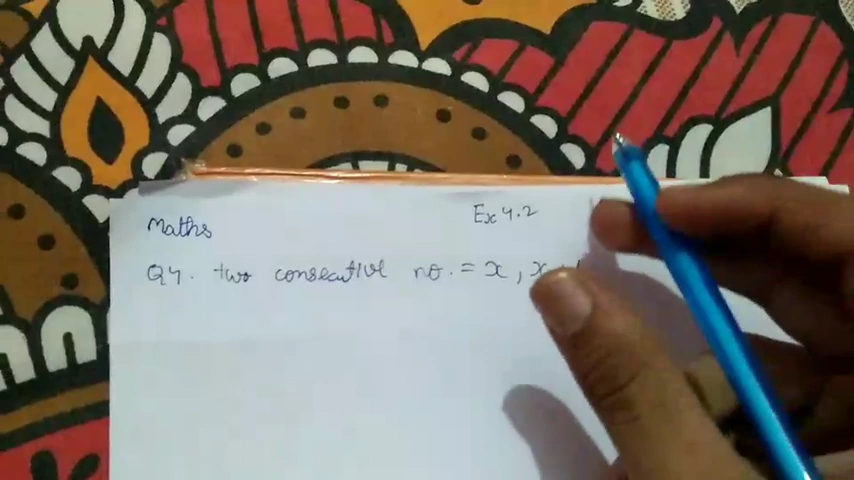 Maths
Ex 4.2
Q4. two consecutive no. = x, x